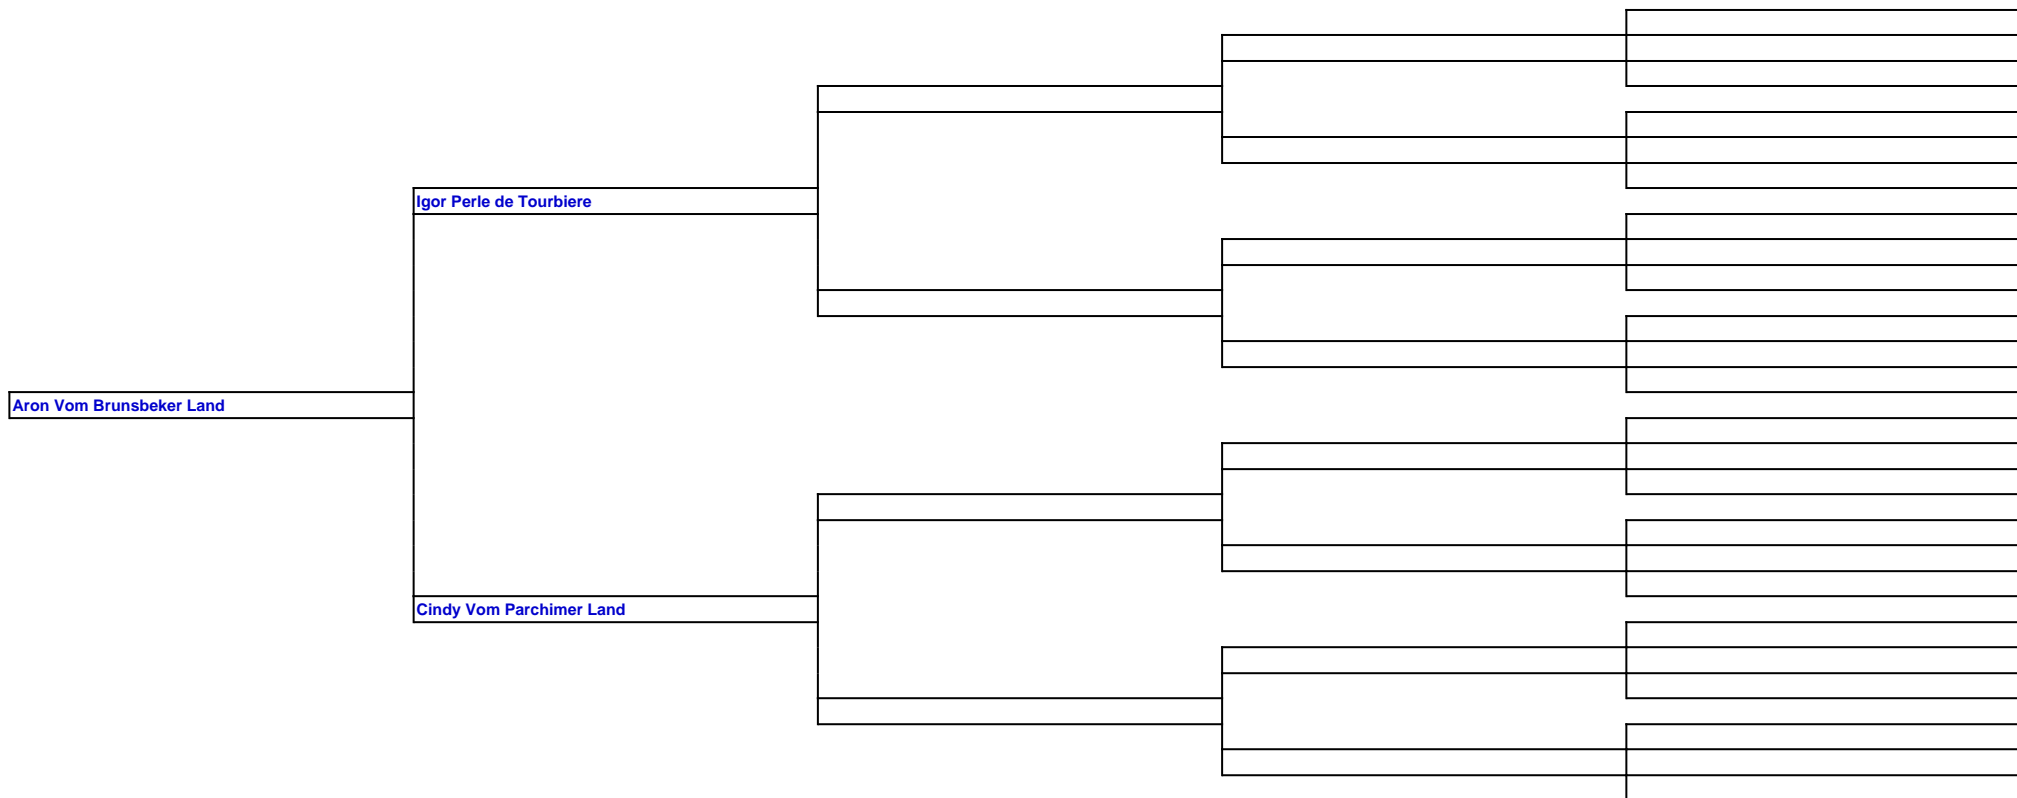 Igor Perle de Tourbiere
Aron Vom Brunsbeker Land
Cindy Vom Parchimer Land